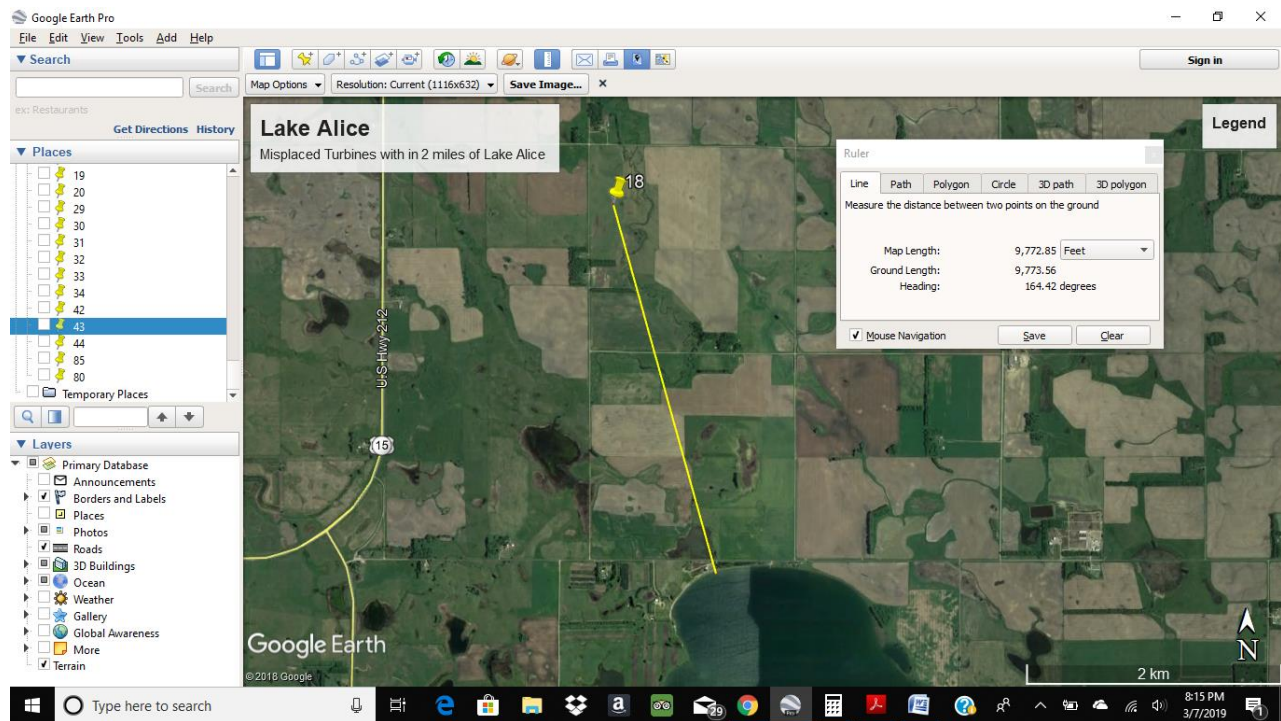 Google Earth Pro
File Edit View Tools Add Help
Search
Search
ex: Restaurants
Get Directions History
Places
19
20
29
30
31
32
33
34
42
43
44
85
80
Temporary Places
Layers
Primary Database
Announcements
Borders and Labels
Places
Photos
Roads
3D Buildings
Ocean
Weather
Gallery
Global Awareness
More
Terrain
Sign in
Map Options Resolution: Current (1116x632) Save Image... X
Lake Alice
Misplaced Turbines with in 2 miles of Lake Alice
Legend
18
U.S Hwy 212
15
Ruler
Line Path Polygon Circle 3D path 3D polygon
Measure the distance between two points on the ground
Map Length: 9,772.85 Feet
Ground Length: 9,773.56
Heading: 164.42 degrees
Mouse Navigation Save Clear
Google Earth
© 2018 Google
N
2 km
Type here to search
a
29
8:15 PM
3/7/2019
1